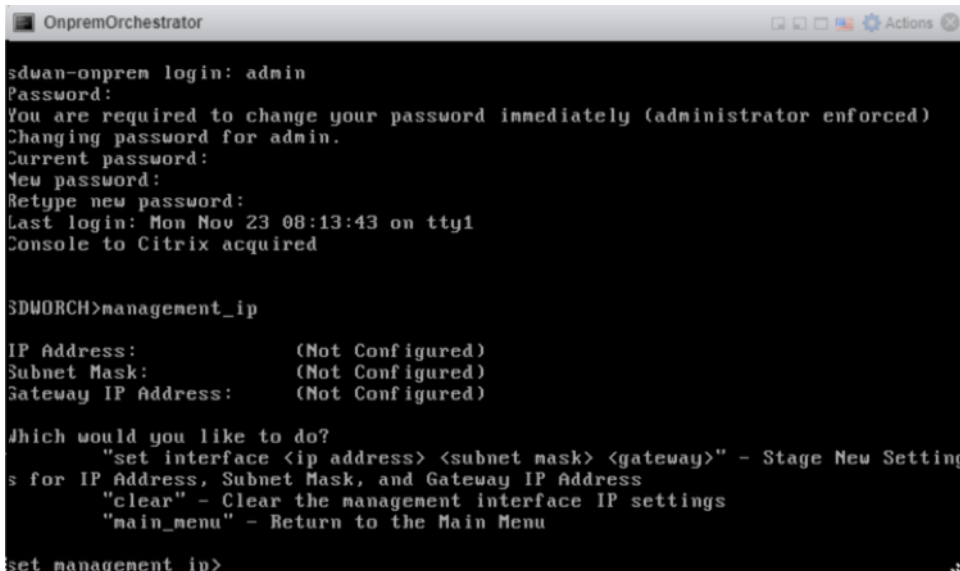 OnpremOrchestrator
Actions
sdwan-onprem login: admin
Password:
You are required to change your password immediately (administrator enforced)
Changing password for admin.
Current password:
New password:
Retype new password:
Last login: Mon Nov 23 08:13:43 on tty1
Console to Citrix acquired
SDWORCH>management_ip
IP Address: (Not Configured)
Subnet Mask: (Not Configured)
Gateway IP Address: (Not Configured)
Which would you like to do?
"set interface <ip address> <subnet mask> <gateway>" - Stage New Setting
s for IP Address, Subnet Mask, and Gateway IP Address
"clear" - Clear the management interface IP settings
"main_menu" - Return to the Main Menu
set_management_ip>